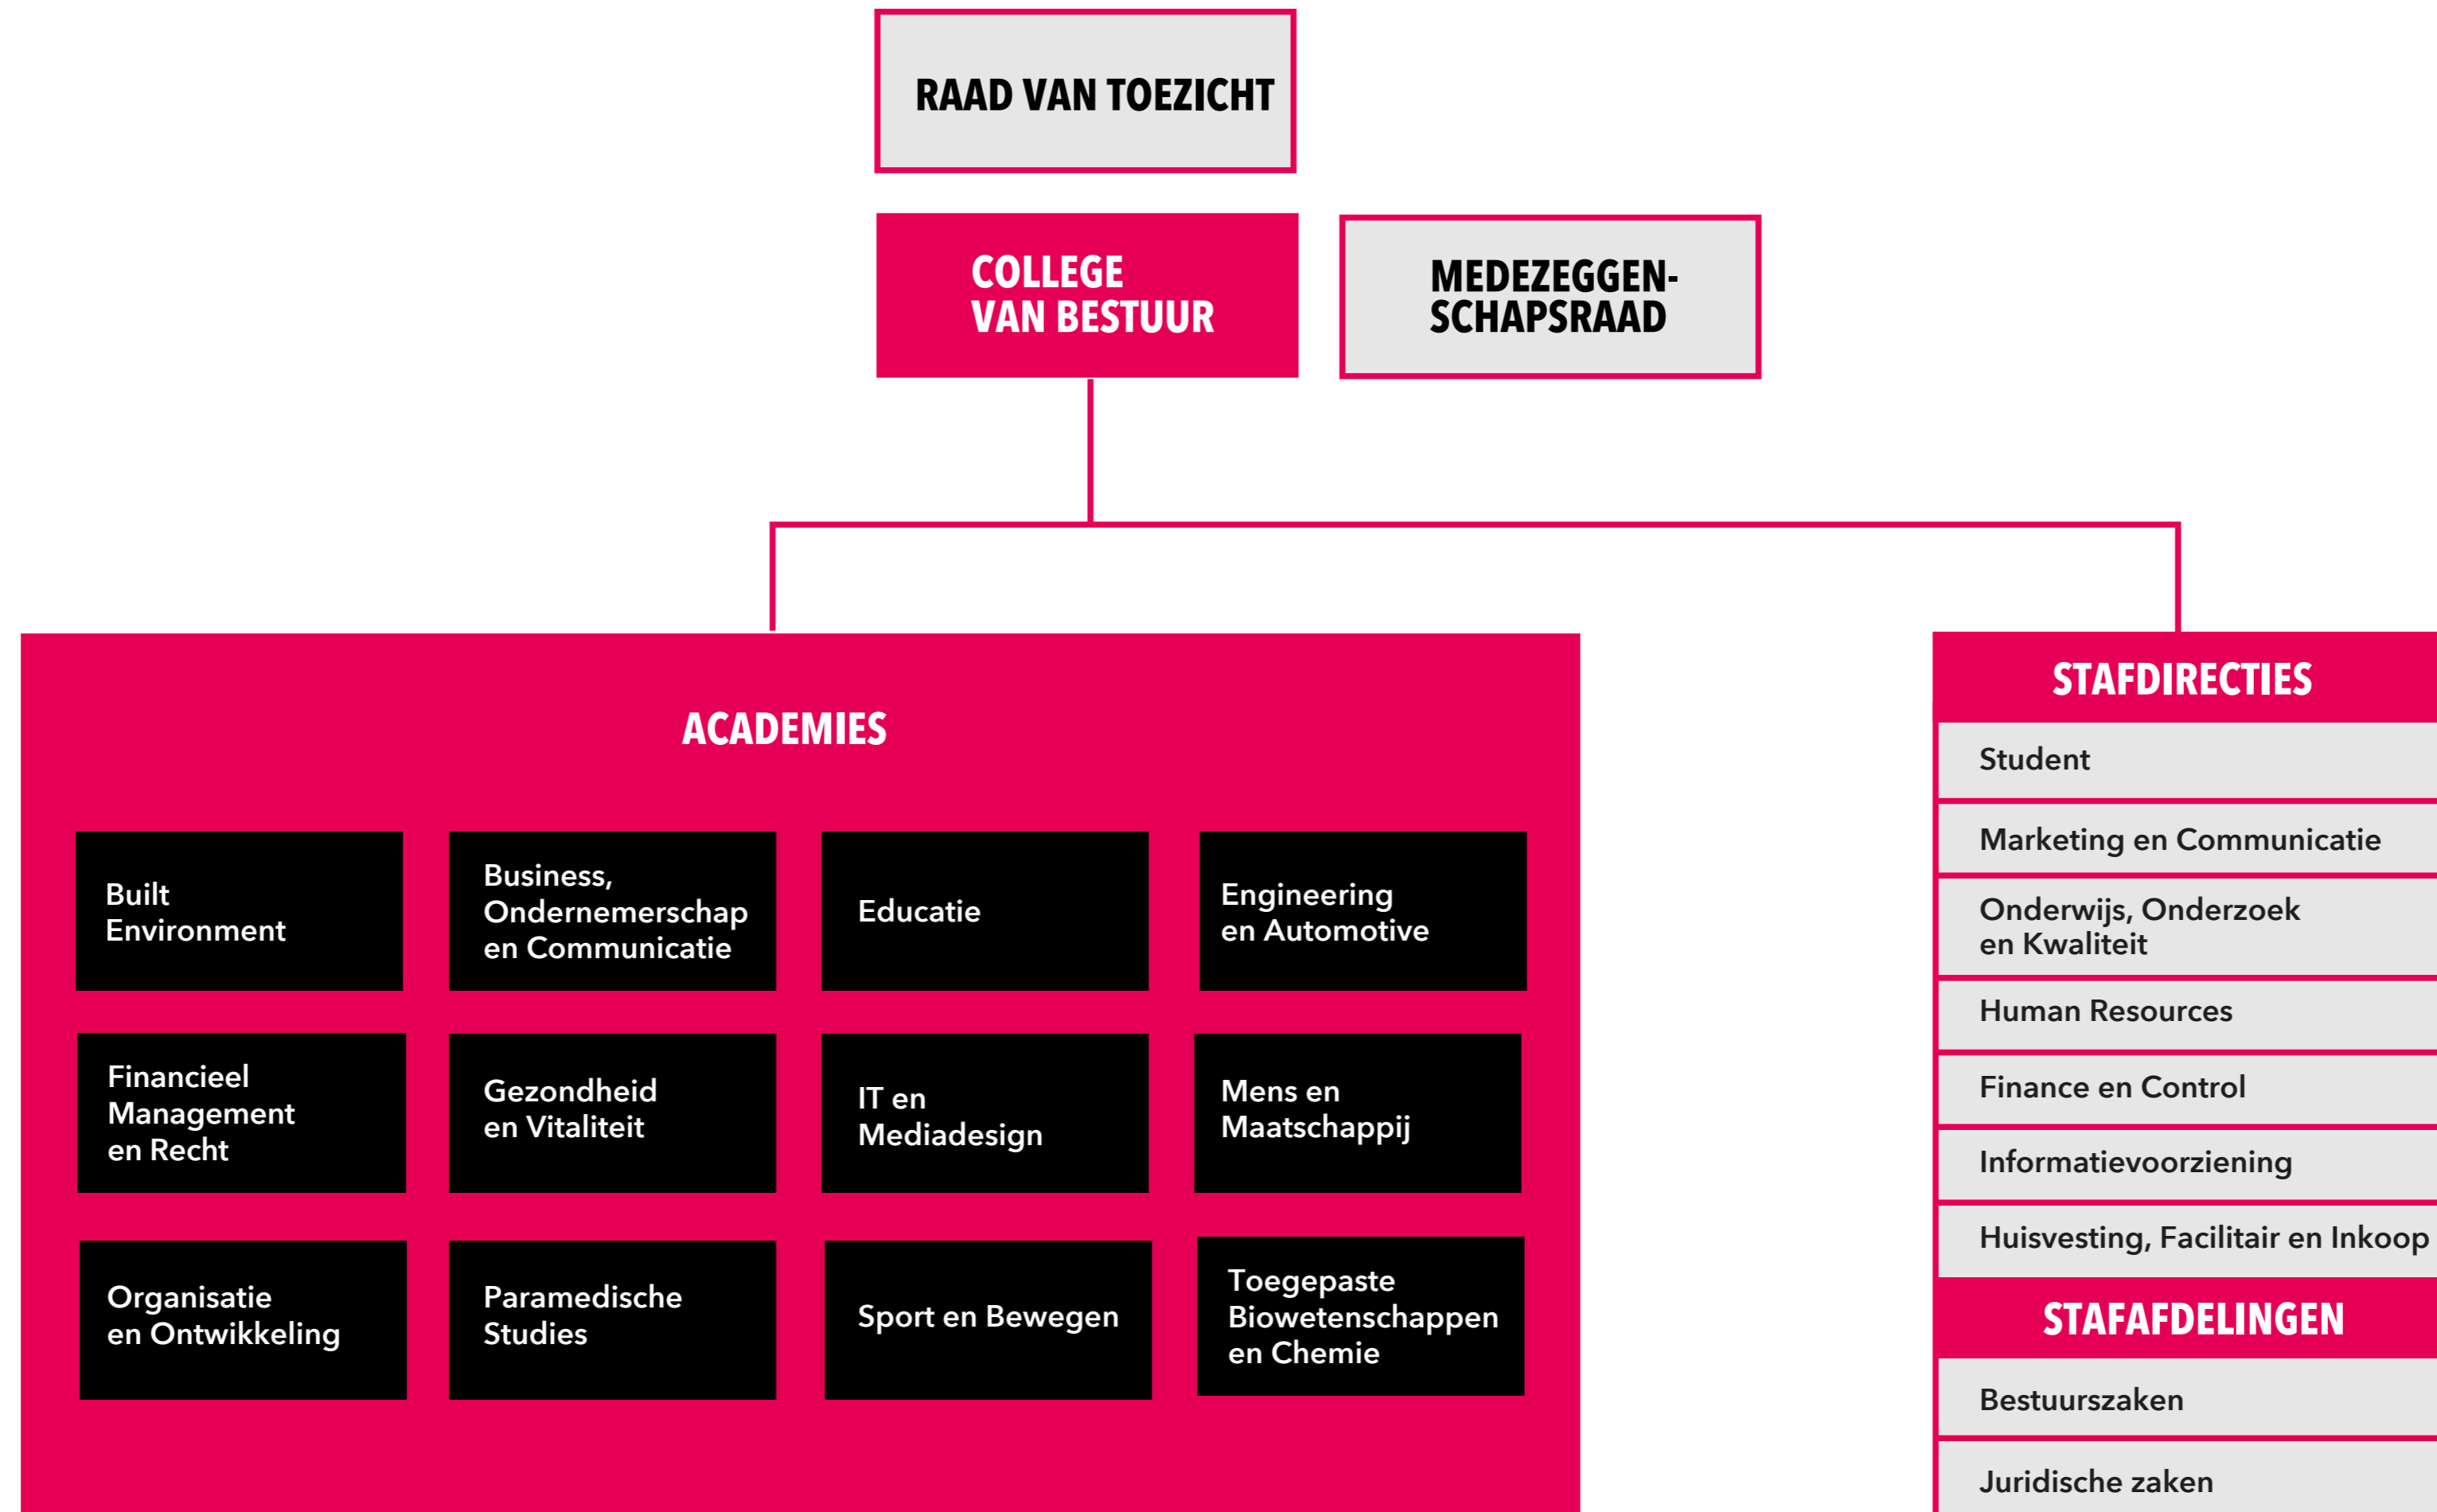 RAAD VAN TOEZICHT
COLLEGE
VAN BESTUUR
MEDEZEGGEN-
SCHAPSRAAD
ACADEMIES
Built
Environment
Business,
Ondernemerschap
en Communicatie
Educatie
Engineering
en Automotive
Financieel
Management
en Recht
Gezondheid
en Vitaliteit
IT en
Mediadesign
Mens en
Maatschappij
Organisatie
en Ontwikkeling
Paramedische
Studies
Sport en Bewegen
Toegepaste
Biowetenschappen
en Chemie
STAFDIRECTIES
Student
Marketing en Communicatie
Onderwijs, Onderzoek
en Kwaliteit
Human Resources
Finance en Control
Informatievoorziening
Huisvesting, Facilitair en Inkoop
STAFAFDELINGEN
Bestuurszaken
Juridische zaken